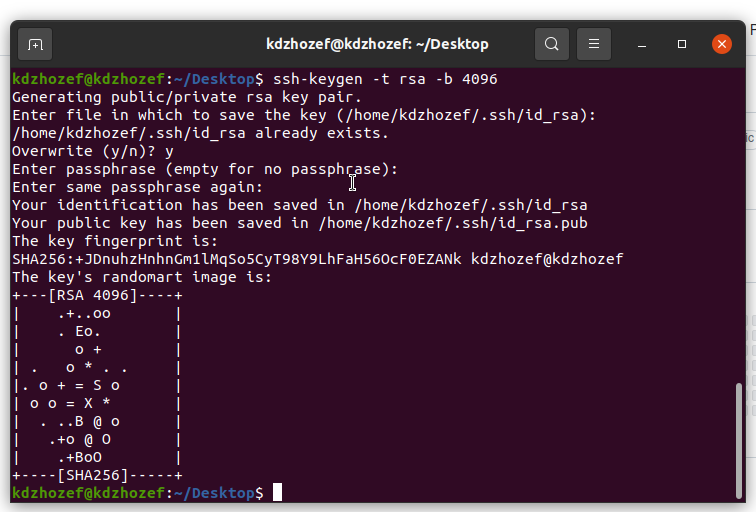 kdzhozef@kdzhozef: ~/Desktop
kdzhozef@kdzhozef:~/Desktop$ ssh-keygen -t rsa -b 4096
Generating public/private rsa key pair.
Enter file in which to save the key (/home/kdzhozef/.ssh/id_rsa):
/home/kdzhozef/.ssh/id_rsa already exists.
Overwrite (y/n)? y
Enter passphrase (empty for no passphrase):
Enter same passphrase again:
Your identification has been saved in /home/kdzhozef/.ssh/id_rsa
Your public key has been saved in /home/kdzhozef/.ssh/id_rsa.pub
The key fingerprint is:
SHA256:+JDnuhzHnhnGm1lMqSo5CyT98Y9LhFaH56OcF0EZANk kdzhozef@kdzhozef
The key's randomart image is:
+---[RSA 4096]----+
|     .+..oo        |
|     . Eo.         |
|       o +         |
| .   o * . .      |
|. o + = S o       |
| o o = X *        |
|  . ..B @ o       |
|   .+o @ O        |
|     .+BoO         |
+----[SHA256]-----+
kdzhozef@kdzhozef:~/Desktop$